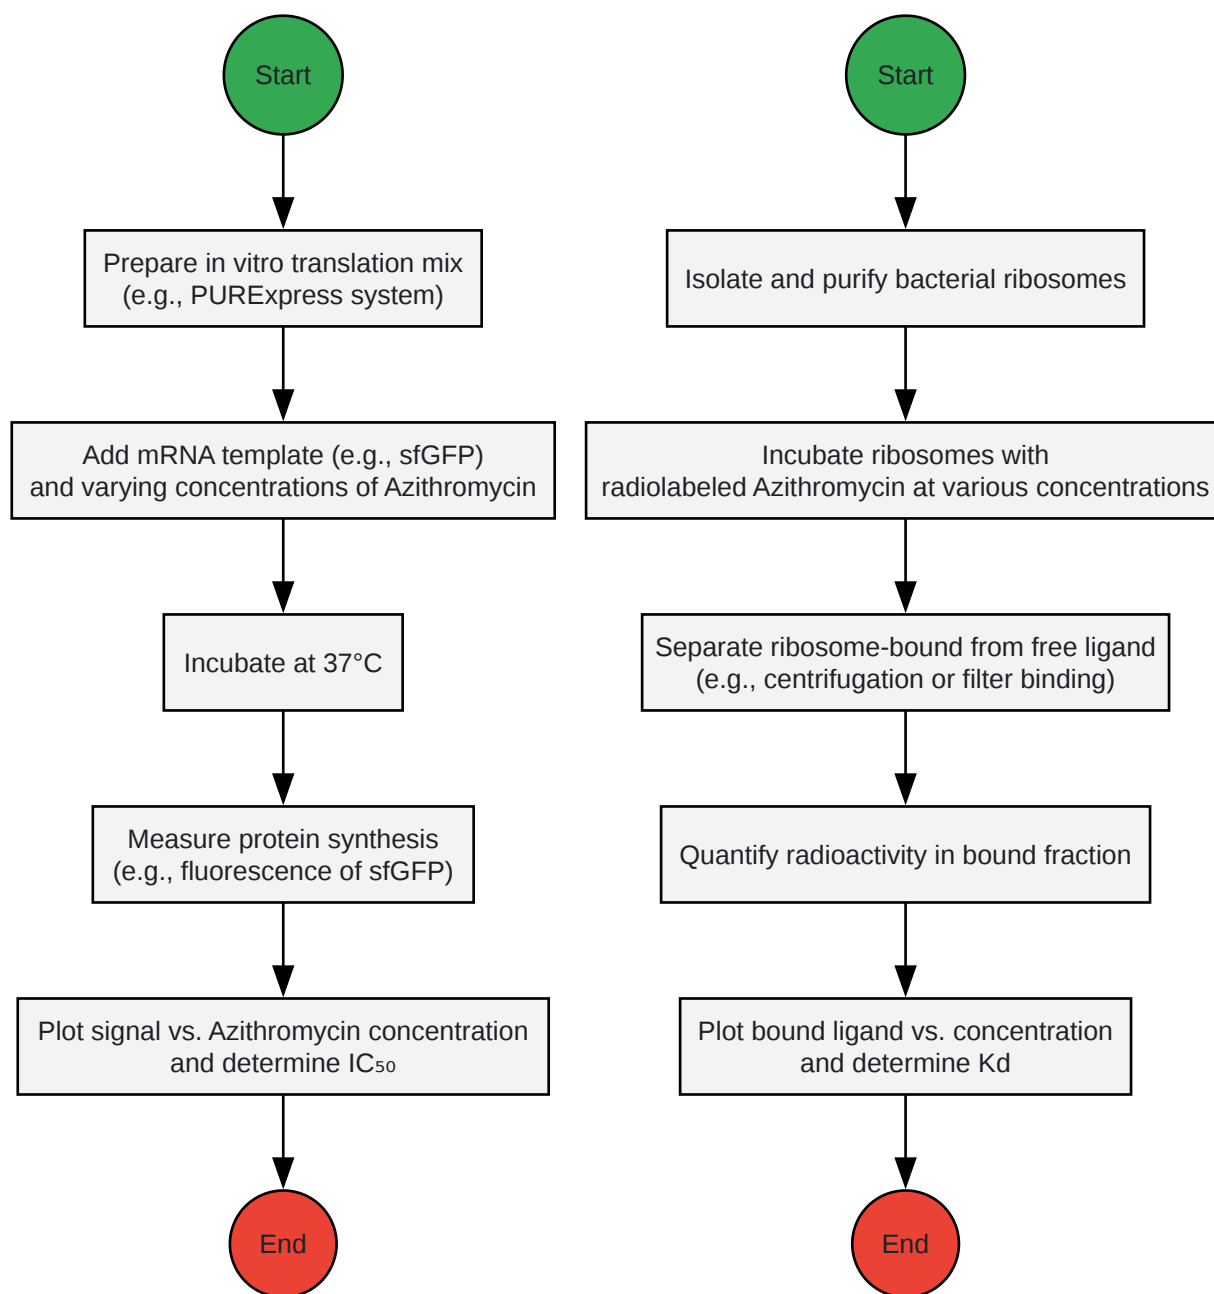 Start
Prepare in vitro translation mix
(e.g., PURExpress system)
Add mRNA template (e.g., sfGFP)
and varying concentrations of Azithromycin
Incubate at 37°C
Measure protein synthesis
(e.g., fluorescence of sfGFP)
Plot signal vs. Azithromycin concentration
and determine IC₅₀
End
Start
Isolate and purify bacterial ribosomes
Incubate ribosomes with
radiolabeled Azithromycin at various concentrations
Separate ribosome-bound from free ligand
(e.g., centrifugation or filter binding)
Quantify radioactivity in bound fraction
Plot bound ligand vs. concentration
and determine Kd
End